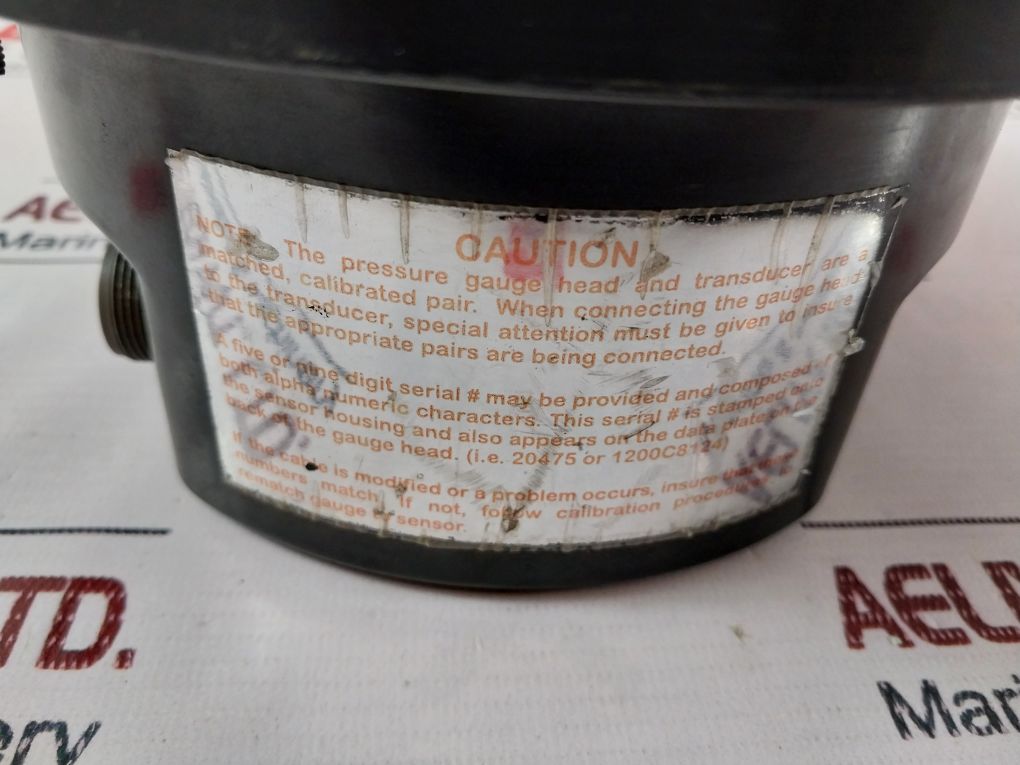 CAUTION
NOTE: The pressure gauge head and transducer are a
matched, calibrated pair. When connecting the gauge head
to the transducer, special attention must be given to insure
that the appropriate pairs are being connected.
A five or nine digit serial # may be provided and composed of
both alpha numeric characters. This serial # is stamped onto
the sensor housing and also appears on the data plate on the
back of the gauge head. (i.e. 20475 or 1200C8124)
If the cable is modified or a problem occurs, insure that the
numbers match. If not, follow calibration procedure
rematch gauge sensor.
AE
Marin
TD.
ery
AELI
Mari